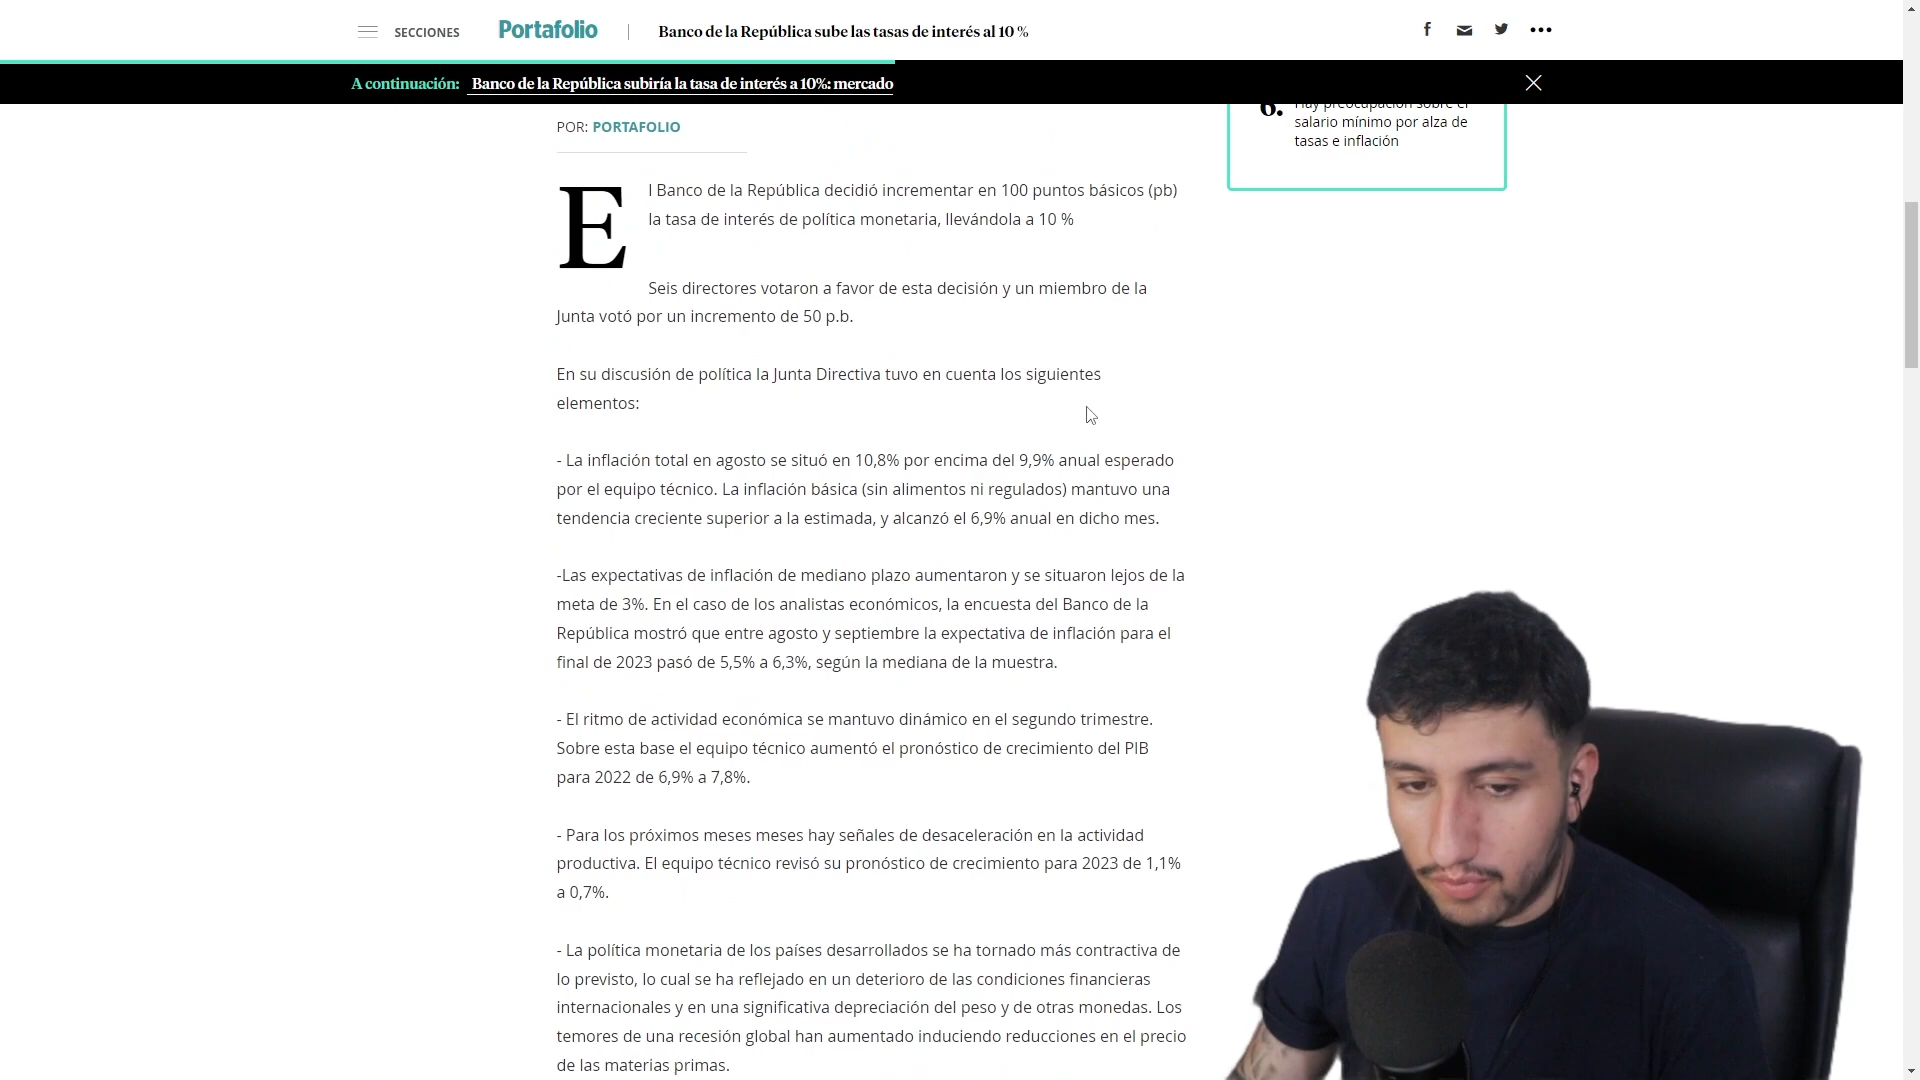 SECCIONES
Portafolio
Banco de la República sube las tasas de interés al 10 %
A continuación: Banco de la República subiría la tasa de interés a 10%: mercado
6. Hay preocupación sobre el
salario mínimo por alza de
tasas e inflación
POR: PORTAFOLIO
El Banco de la República decidió incrementar en 100 puntos básicos (pb)
la tasa de interés de política monetaria, llevándola a 10 %
Seis directores votaron a favor de esta decisión y un miembro de la
Junta votó por un incremento de 50 p.b.
En su discusión de política la Junta Directiva tuvo en cuenta los siguientes
elementos:
- La inflación total en agosto se situó en 10,8% por encima del 9,9% anual esperado
por el equipo técnico. La inflación básica (sin alimentos ni regulados) mantuvo una
tendencia creciente superior a la estimada, y alcanzó el 6,9% anual en dicho mes.
-Las expectativas de inflación de mediano plazo aumentaron y se situaron lejos de la
meta de 3%. En el caso de los analistas económicos, la encuesta del Banco de la
República mostró que entre agosto y septiembre la expectativa de inflación para el
final de 2023 pasó de 5,5% a 6,3%, según la mediana de la muestra.
- El ritmo de actividad económica se mantuvo dinámico en el segundo trimestre.
Sobre esta base el equipo técnico aumentó el pronóstico de crecimiento del PIB
para 2022 de 6,9% a 7,8%.
- Para los próximos meses meses hay señales de desaceleración en la actividad
productiva. El equipo técnico revisó su pronóstico de crecimiento para 2023 de 1,1%
a 0,7%.
- La política monetaria de los países desarrollados se ha tornado más contractiva de
lo previsto, lo cual se ha reflejado en un deterioro de las condiciones financieras
internacionales y en una significativa depreciación del peso y de otras monedas. Los
temores de una recesión global han aumentado induciendo reducciones en el precio
de las materias primas.